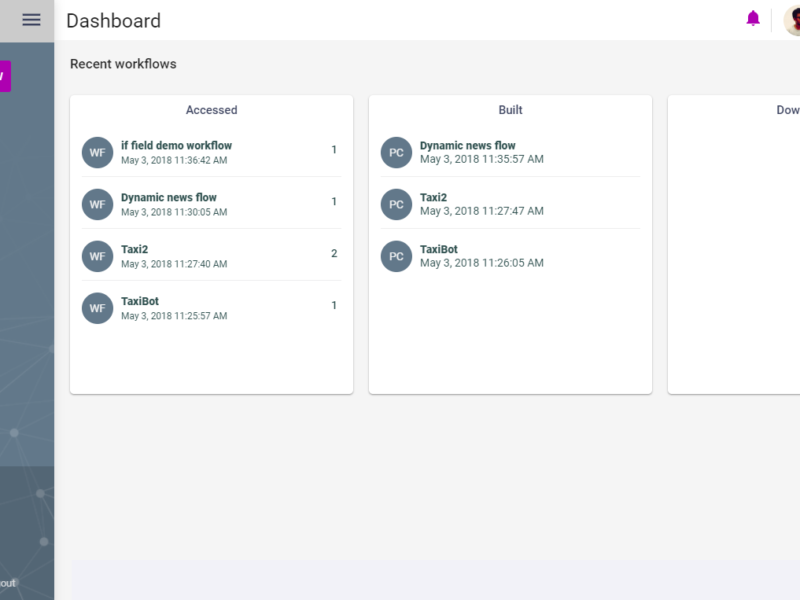 Dashboard
Recent workflows
Accessed
WF
if field demo workflow
May 3, 2018 11:36:42 AM
1
WF
Dynamic news flow
May 3, 2018 11:30:05 AM
1
WF
Taxi2
May 3, 2018 11:27:40 AM
2
WF
TaxiBot
May 3, 2018 11:25:57 AM
1
Built
PC
Dynamic news flow
May 3, 2018 11:35:57 AM
PC
Taxi2
May 3, 2018 11:27:47 AM
PC
TaxiBot
May 3, 2018 11:26:05 AM
Dow
out